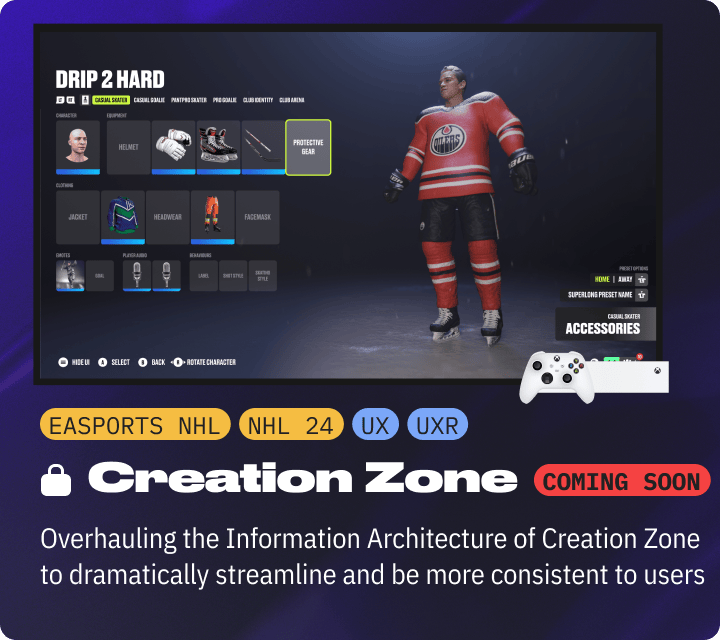 DRIP 2 HARD
CASUAL SKATER CASUAL GOALIE PANTPRO SKATER PRO GOALIE CLUB IDENTITY CLUB ARENA
CHARACTER EQUIPMENT
HELMET PROTECTIVE GEAR
CLOTHING
JACKET HEADWEAR FACEMASK
EMOTES PLAYER AUDIO BEHAVIOURS
GOAL LABEL SKATING STYLE
OILERS
PRESET OPTIONS
HOME | AWAY
SUPERLONG PRESET NAME
CASUAL SKATER
ACCESSORIES
HIDE UI A SELECT B BACK R ROTATE CHARACTER
EASPORTS NHL NHL 24 UX UXR
Creation Zone COMING SOON
Overhauling the Information Architecture of Creation Zone
to dramatically streamline and be more consistent to users